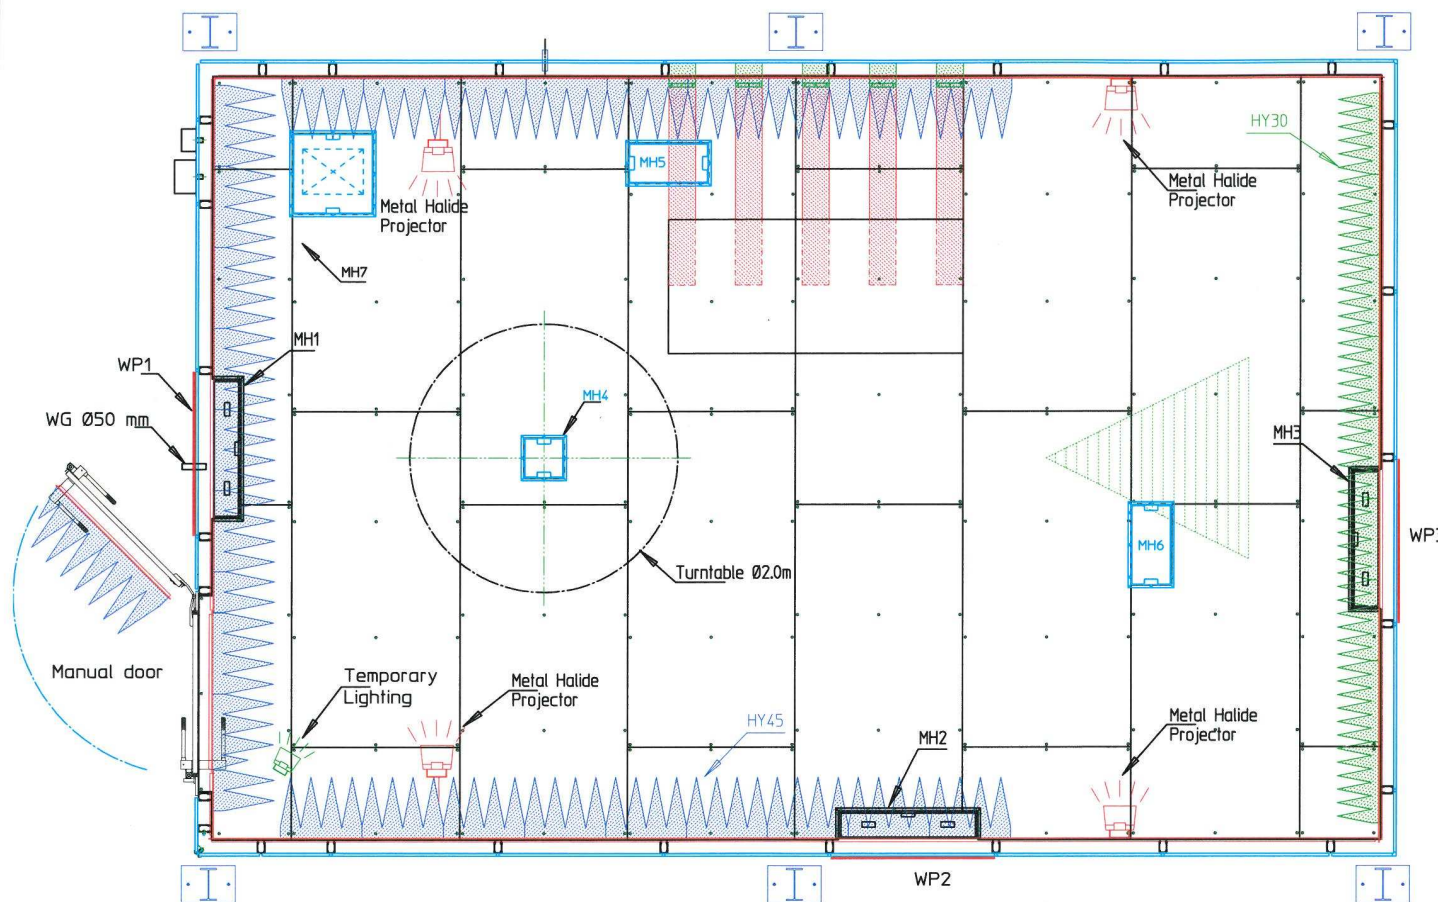 HY30
MH5
Metal Halide
Projector
Metal Halide
Projector
MH7
MH1
WP1
MH4
WG Ø50 mm
MH3
WP3
MH6
Turntable Ø2.0m
Manual door
Temporary
Lighting
Metal Halide
Projector
HY45
MH2
Metal Halide
Projector
WP2